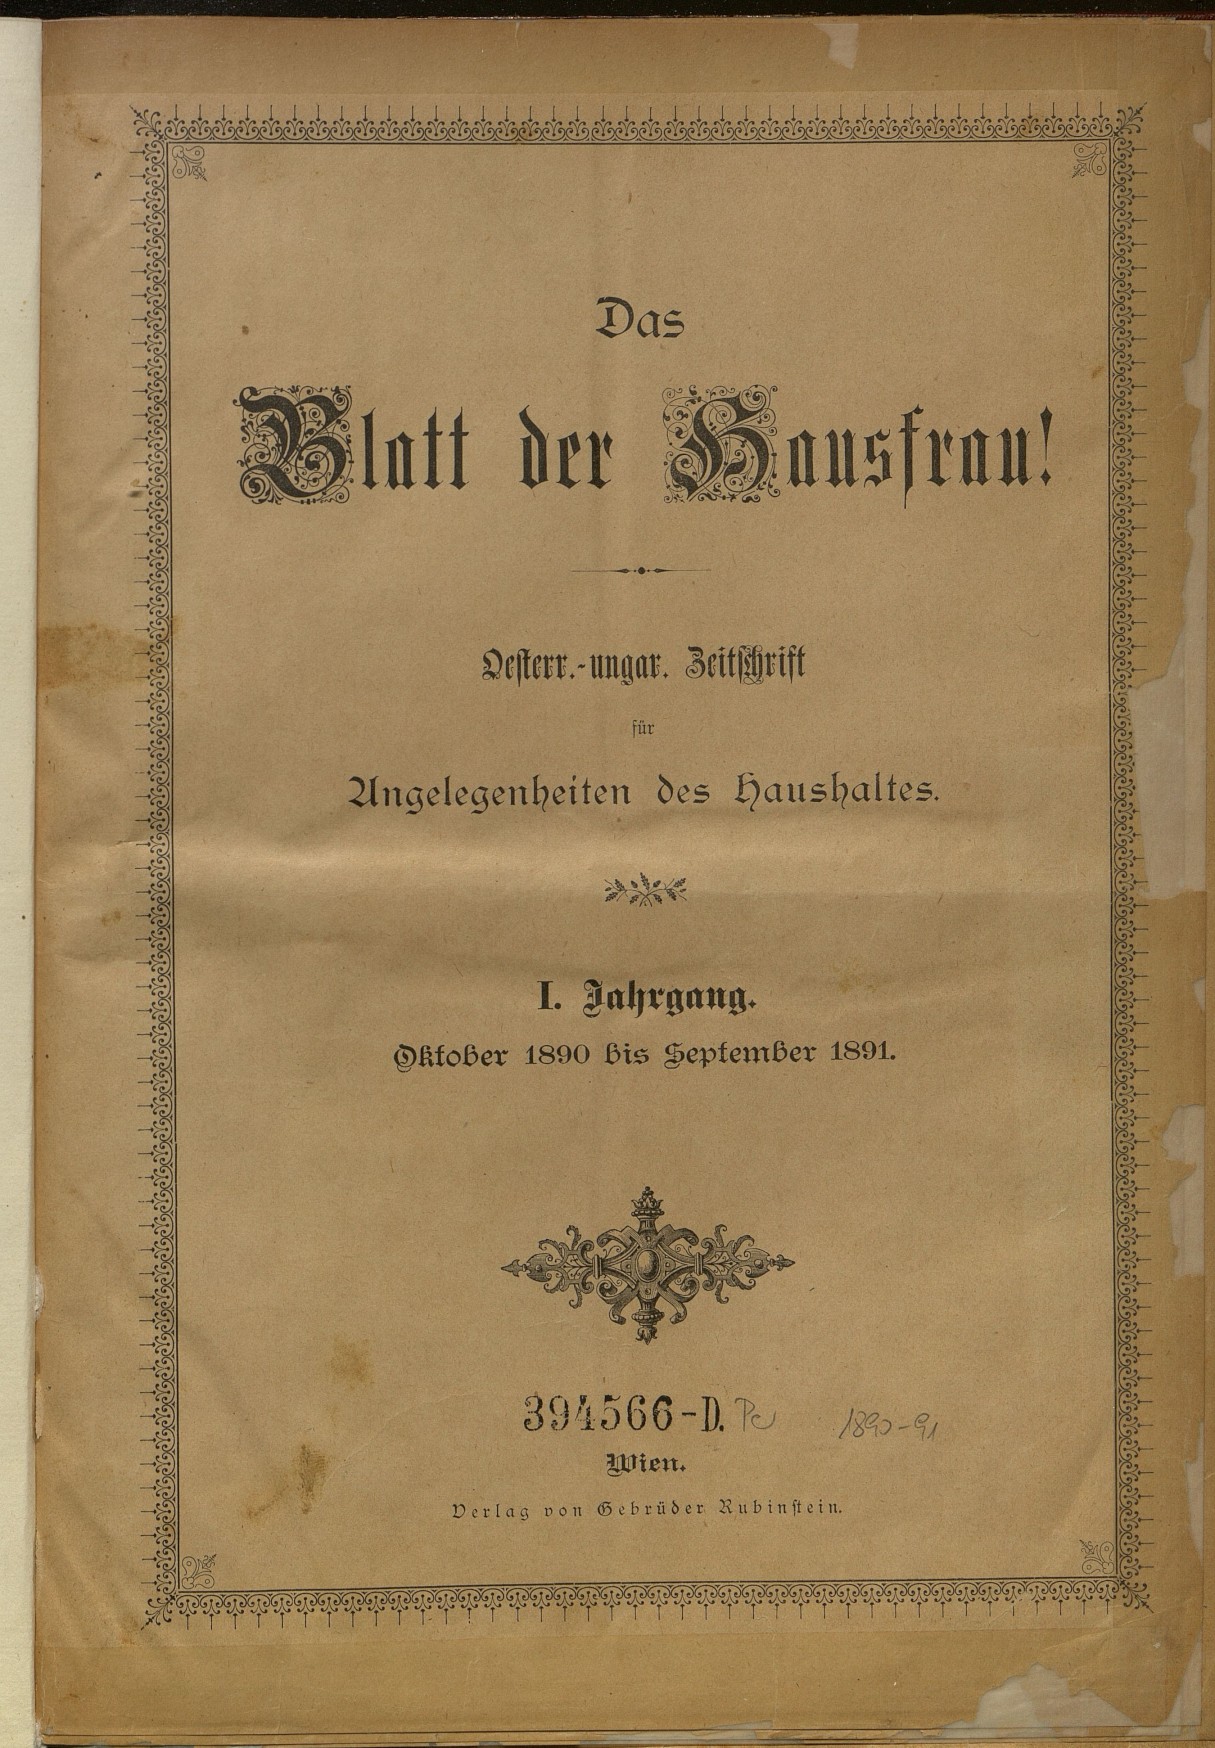 Das
Blatt der Hausfrau!
Oesterr.-ungar. Zeitschrift
für
Angelegenheiten des Haushaltes.
I. Jahrgang.
Oktober 1890 bis September 1891.
394566-D. 1890-91
Wien.
Verlag von Gebrüder Rubinstein.